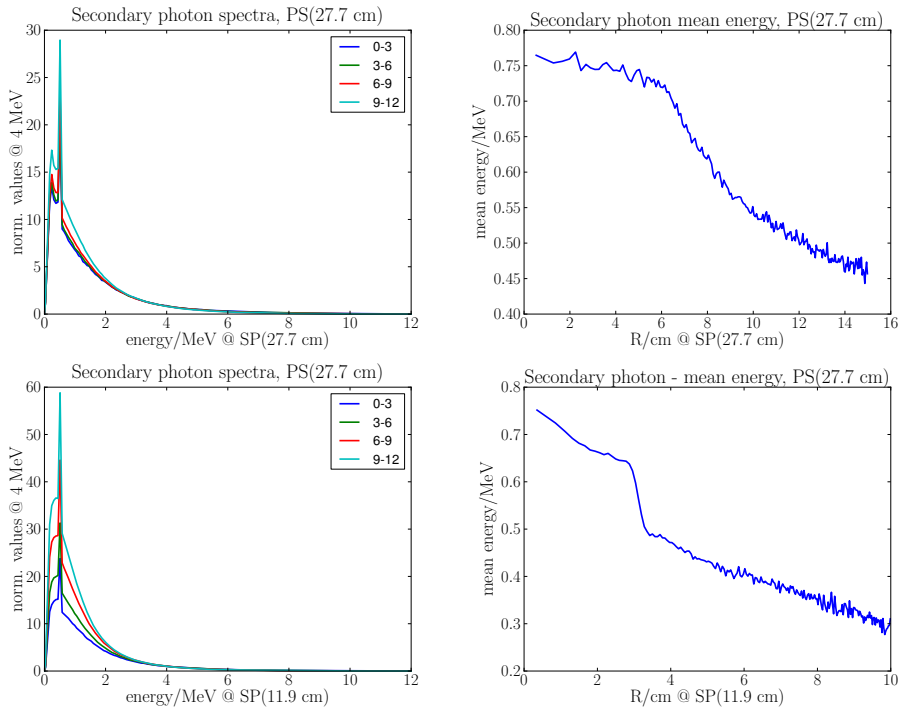 Secondary photon spectra, PS(27.7 cm)
norm. values @ 4 MeV
30
25
20
15
10
5
0
0-3
3-6
6-9
9-12
0 2 4 6 8 10 12
energy/MeV @ SP(27.7 cm)
Secondary photon mean energy, PS(27.7 cm)
mean energy/MeV
0.80
0.75
0.70
0.65
0.60
0.55
0.50
0.45
0.40
0 2 4 6 8 10 12 14 16
R/cm @ SP(27.7 cm)
Secondary photon spectra, PS(27.7 cm)
norm. values @ 4 MeV
60
50
40
30
20
10
0
0-3
3-6
6-9
9-12
0 2 4 6 8 10 12
energy/MeV @ SP(11.9 cm)
Secondary photon - mean energy, PS(27.7 cm)
mean energy/MeV
0.8
0.7
0.6
0.5
0.4
0.3
0.2
0 2 4 6 8 10
R/cm @ SP(11.9 cm)